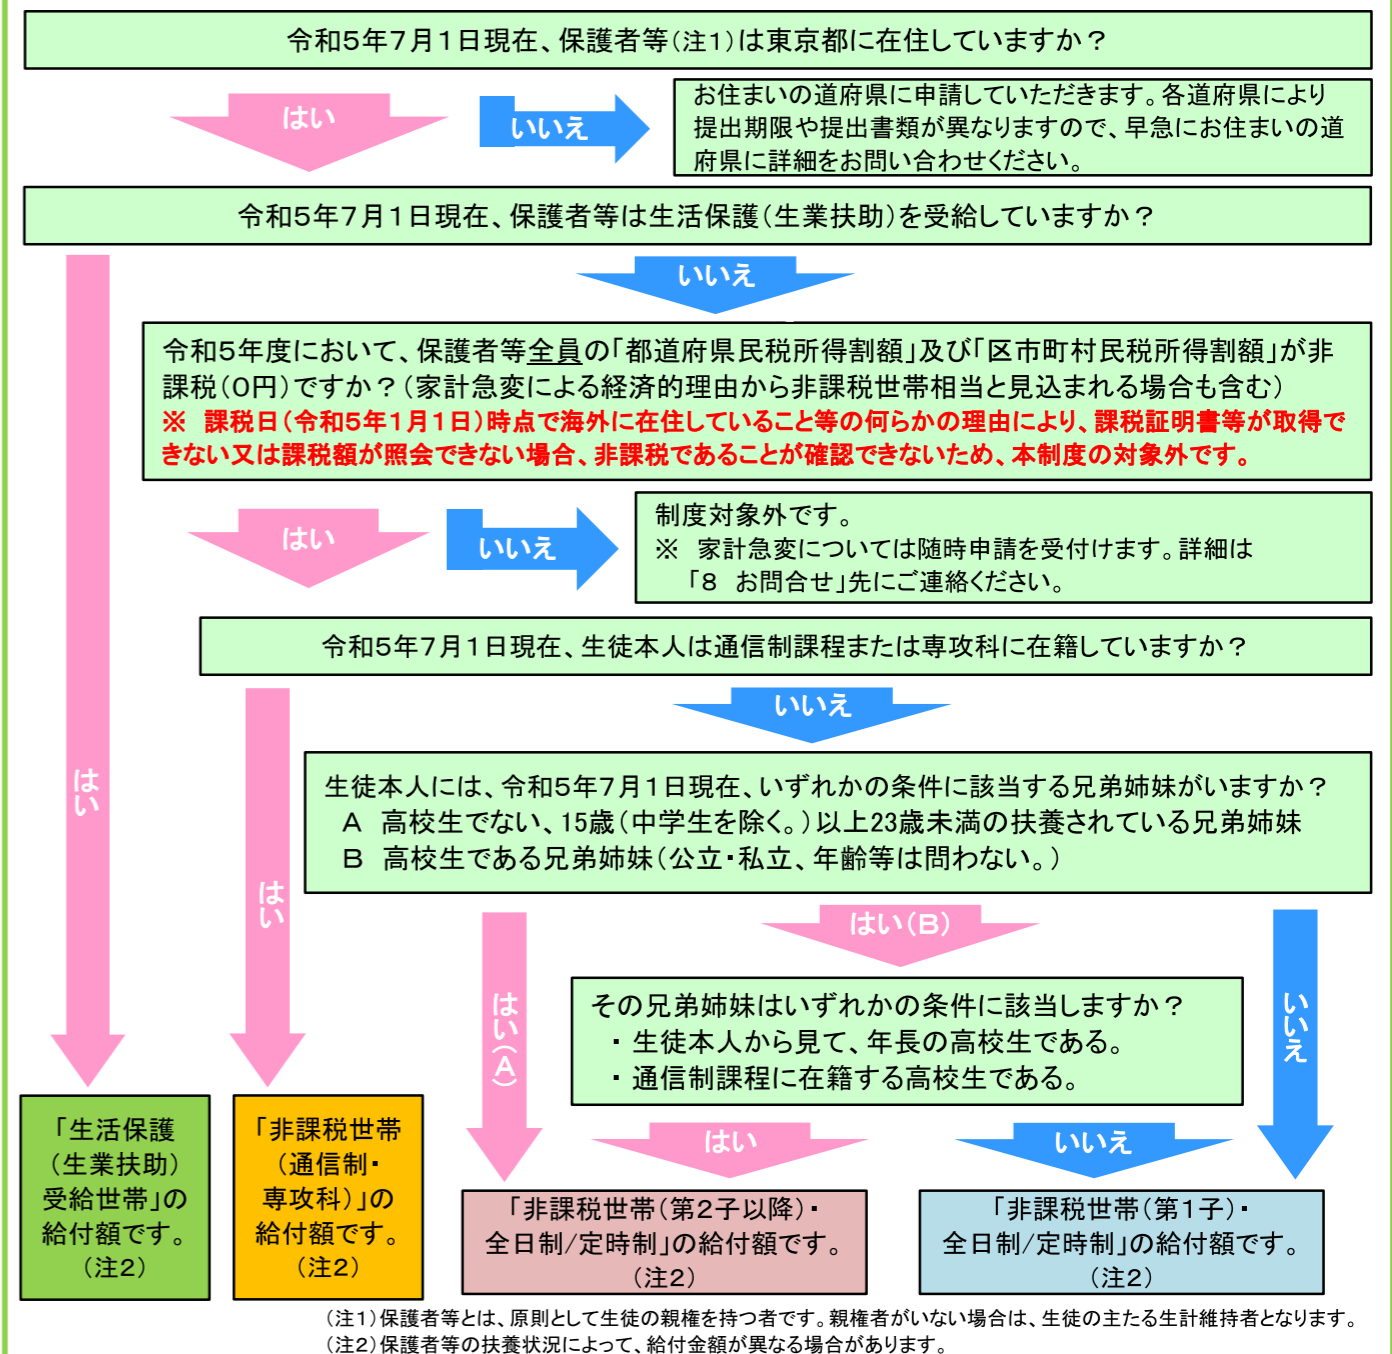 令和5年7月1日現在、保護者等(注1)は東京都に在住していますか？
はい
いいえ
お住まいの道府県に申請していただきます。各道府県により
提出期限や提出書類が異なりますので、早急にお住まいの道
府県に詳細をお問い合わせください。
令和5年7月1日現在、保護者等は生活保護(生業扶助)を受給していますか？
いいえ
令和5年度において、保護者等全員の「都道府県民税所得割額」及び「区市町村民税所得割額」が非
課税(0円)ですか？(家計急変による経済的理由から非課税世帯相当と見込まれる場合も含む)
※　課税日(令和5年1月1日)時点で海外に在住していること等の何らかの理由により、課税証明書等が取得で
きない又は課税額が照会できない場合、非課税であることが確認できないため、本制度の対象外です。
はい
いいえ
制度対象外です。
※　家計急変については随時申請を受付けます。詳細は
「8　お問合せ」先にご連絡ください。
令和5年7月1日現在、生徒本人は通信制課程または専攻科に在籍していますか？
いいえ
はい
はい
生徒本人には、令和5年7月1日現在、いずれかの条件に該当する兄弟姉妹がいますか？
A　高校生でない、15歳(中学生を除く。)以上23歳未満の扶養されている兄弟姉妹
B　高校生である兄弟姉妹(公立・私立、年齢等は問わない。)
はい(A)
はい(B)
いいえ
その兄弟姉妹はいずれかの条件に該当しますか？
・ 生徒本人から見て、年長の高校生である。
・ 通信制課程に在籍する高校生である。
はい
いいえ
「生活保護
(生業扶助)
受給世帯」の
給付額です。
(注2)
「非課税世帯
(通信制・
専攻科)」の
給付額です。
(注2)
「非課税世帯(第2子以降)・
全日制/定時制」の給付額です。
(注2)
「非課税世帯(第1子)・
全日制/定時制」の給付額です。
(注2)
(注1)保護者等とは、原則として生徒の親権を持つ者です。親権者がいない場合は、生徒の主たる生計維持者となります。
(注2)保護者等の扶養状況によって、給付金額が異なる場合があります。